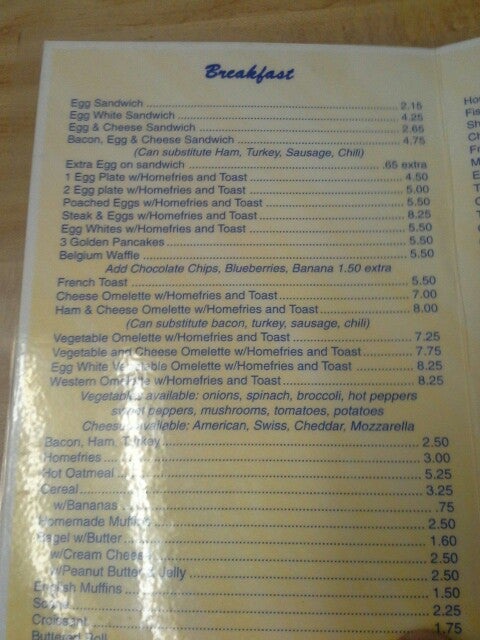 Breakfast
Egg Sandwich 2.15
Egg White Sandwich 4.25
Egg & Cheese Sandwich 2.65
Bacon, Egg & Cheese Sandwich 4.75
(Can substitute Ham, Turkey, Sausage, Chili)
Extra Egg on sandwich .65 extra
1 Egg Plate w/Homefries and Toast 4.50
2 Egg plate w/Homefries and Toast 5.00
Poached Eggs w/Homefries and Toast 5.50
Steak & Eggs w/Homefries and Toast 8.25
Egg Whites w/Homefries and Toast 5.50
3 Golden Pancakes 5.50
Belgium Waffle 5.50
Add Chocolate Chips, Blueberries, Banana 1.50 extra
French Toast 5.50
Cheese Omelette w/Homefries and Toast 7.00
Ham & Cheese Omelette w/Homefries and Toast 8.00
(Can substitute bacon, turkey, sausage, chili)
Vegetable Omelette w/Homefries and Toast 7.25
Vegetable and Cheese Omelette w/Homefries and Toast 7.75
Egg White Vegetable Omelette w/Homefries and Toast 8.25
Western Omelette w/Homefries and Toast 8.25
Vegetables available: onions, spinach, broccoli, hot peppers
sweet peppers, mushrooms, tomatoes, potatoes
Cheeses available: American, Swiss, Cheddar, Mozzarella
Bacon, Ham, Turkey 2.50
Homefries 3.00
Hot Oatmeal 5.25
Cereal 3.25
w/Bananas .75
Homemade Muffins 2.50
Bagel w/Butter 1.60
w/Cream Cheese 2.50
w/Peanut Butter & Jelly 2.50
English Muffins 1.50
Scone 2.25
Croissant 1.75
Buttered Roll